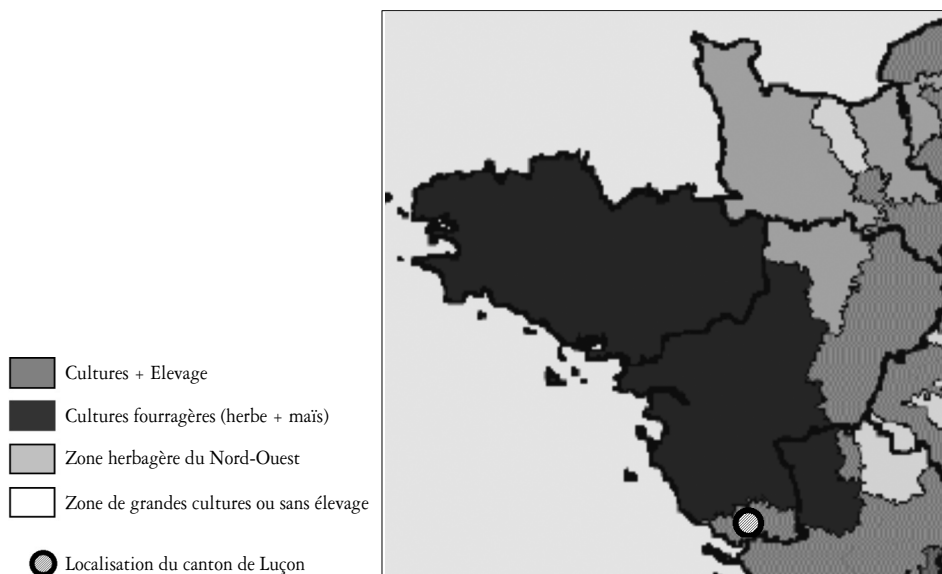 Cultures + Elevage
Cultures fourragères (herbe + maïs)
Zone herbagère du Nord-Ouest
Zone de grandes cultures ou sans élevage
Localisation du canton de Luçon